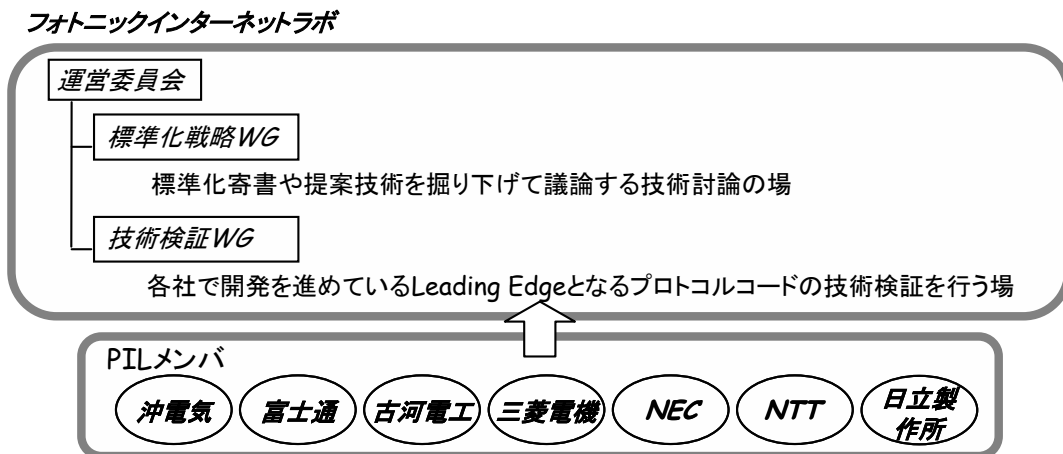 フォトニックインターネットラボ
運営委員会
標準化戦略WG
標準化寄書や提案技術を掘り下げて議論する技術討論の場
技術検証WG
各社で開発を進めているLeading Edgeとなるプロトコルコードの技術検証を行う場
PILメンバ
沖電気 富士通 古河電工 三菱電機 NEC NTT 日立製
作所